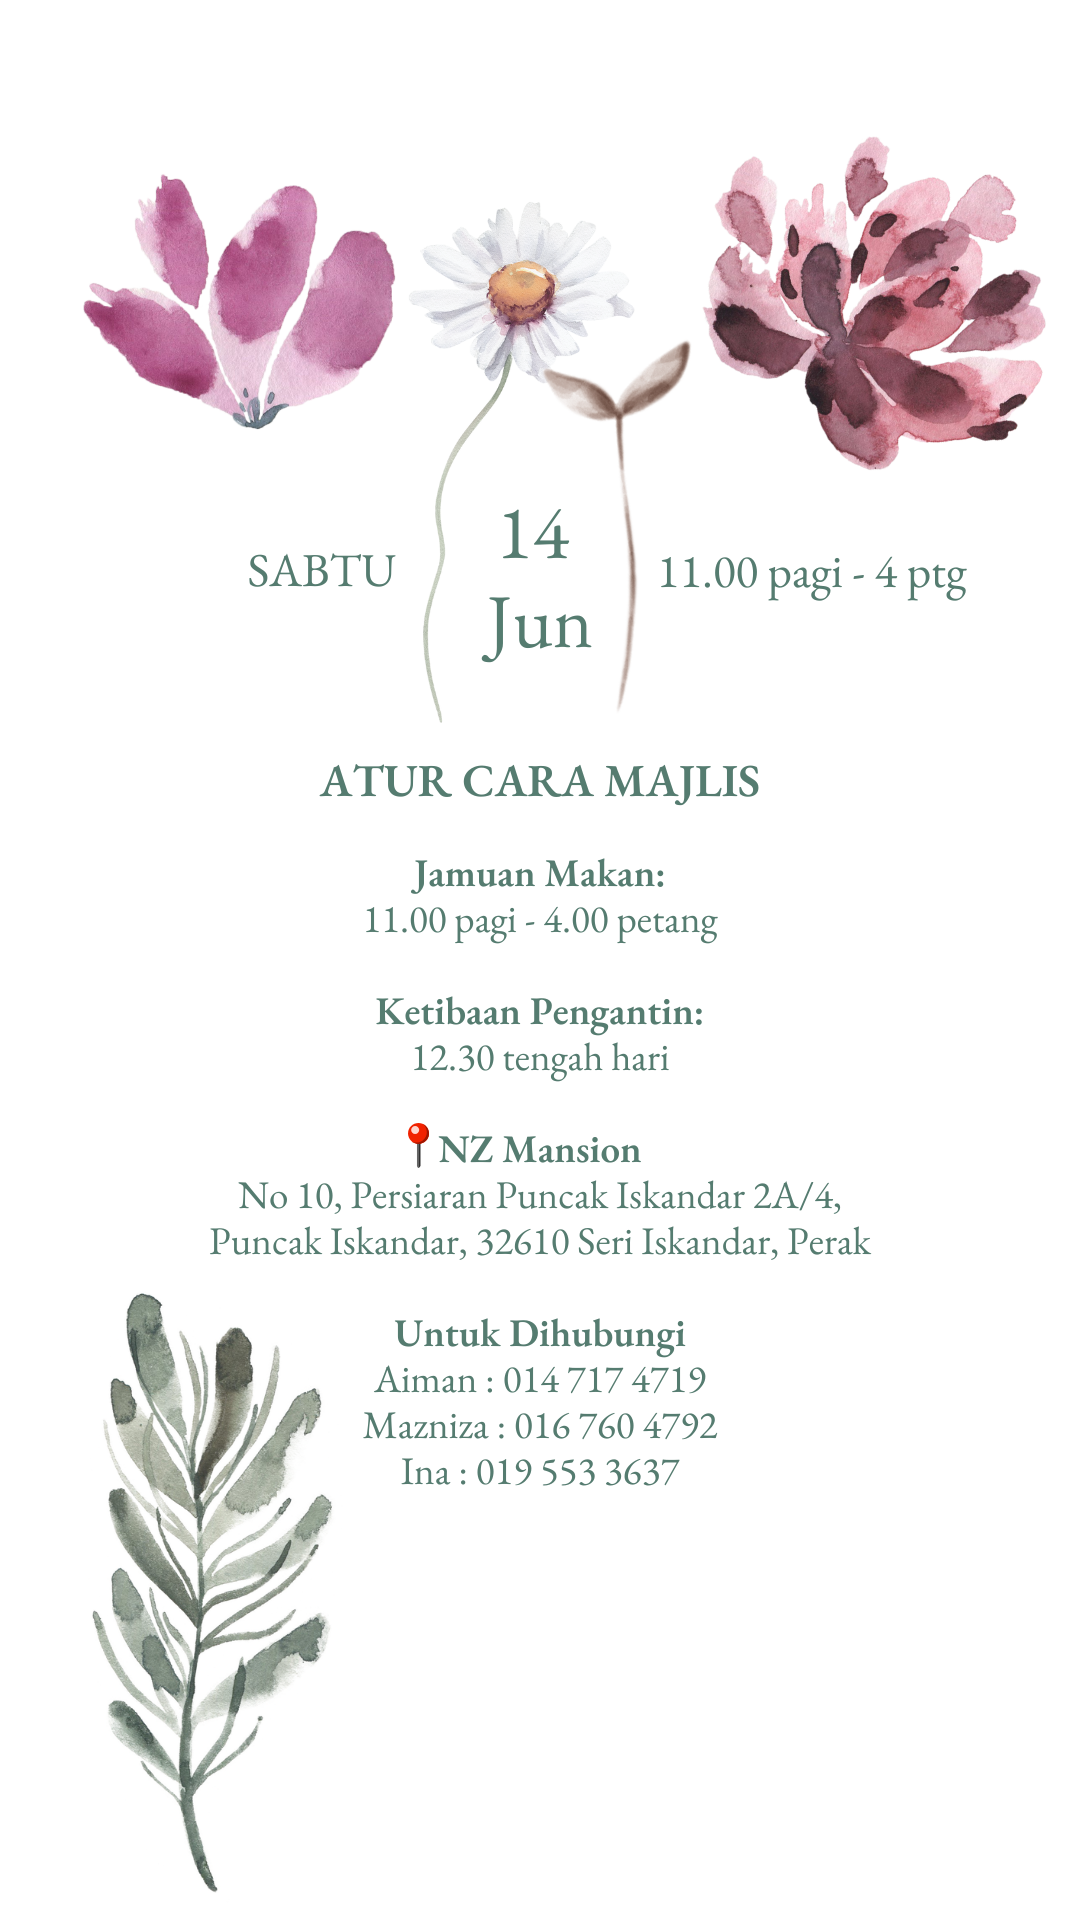 SABTU
14
Jun
11.00 pagi - 4 ptg
ATUR CARA MAJLIS
Jamuan Makan:
11.00 pagi - 4.00 petang
Ketibaan Pengantin:
12.30 tengah hari
📍NZ Mansion
No 10, Persiaran Puncak Iskandar 2A/4,
Puncak Iskandar, 32610 Seri Iskandar, Perak
Untuk Dihubungi
Aiman : 014 717 4719
Mazniza : 016 760 4792
Ina : 019 553 3637